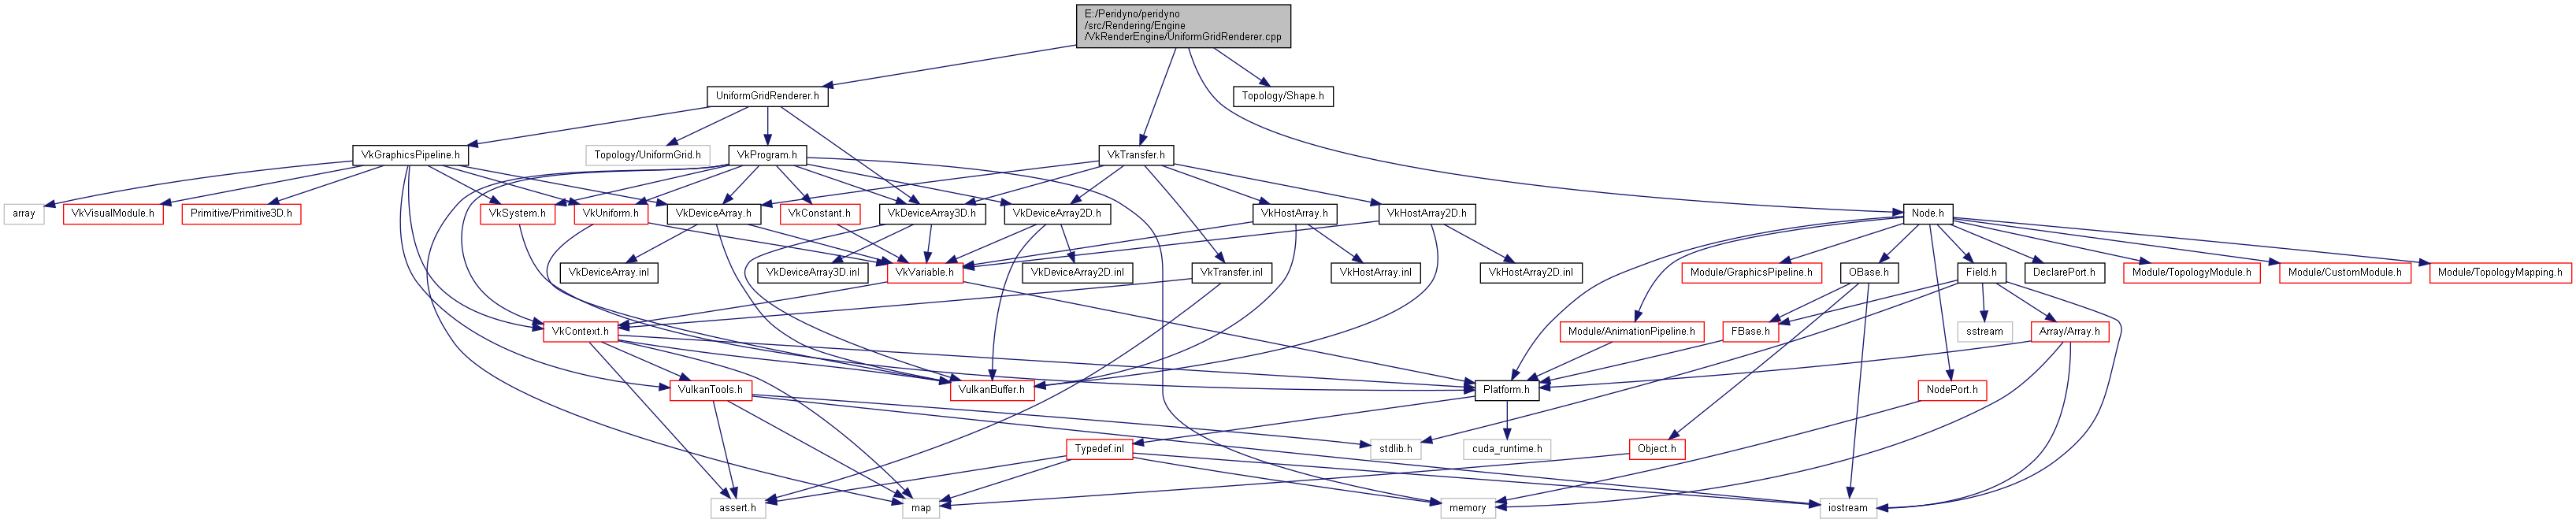 E:/Peridyno/peridyno
/src/Rendering/Engine
/VkRenderEngine/UniformGridRenderer.cpp
UniformGridRenderer.h
Topology/Shape.h
VkGraphicsPipeline.h
Topology/UniformGrid.h
VkProgram.h
VkTransfer.h
array
VkVisualModule.h
Primitive/Primitive3D.h
VkSystem.h
VkUniform.h
VkDeviceArray.h
VkConstant.h
VkDeviceArray3D.h
VkDeviceArray2D.h
VkHostArray.h
VkHostArray2D.h
Node.h
VkDeviceArray.inl
VkDeviceArray3D.inl
VkVariable.h
VkDeviceArray2D.inl
VkTransfer.inl
VkHostArray.inl
VkHostArray2D.inl
Module/GraphicsPipeline.h
OBase.h
Field.h
DeclarePort.h
Module/TopologyModule.h
Module/CustomModule.h
Module/TopologyMapping.h
VkContext.h
Module/AnimationPipeline.h
FBase.h
sstream
Array/Array.h
VulkanTools.h
VulkanBuffer.h
Platform.h
NodePort.h
stdlib.h
Typedef.inl
cuda_runtime.h
Object.h
assert.h
map
memory
iostream